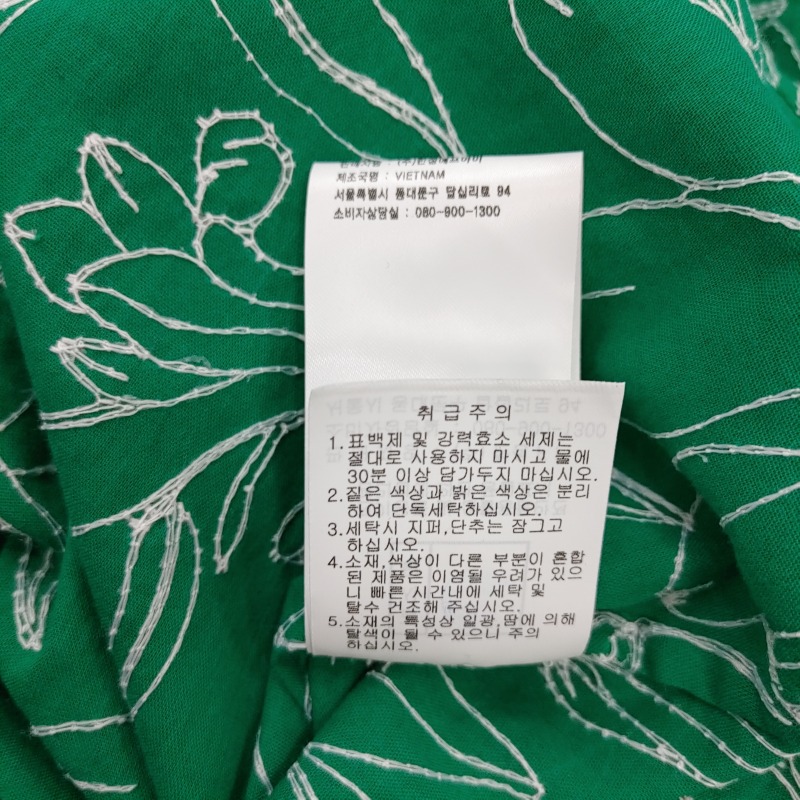 제조국명 : VIETNAM
서울특별시 동대문구 답십리로 94
소비자상담실 : 080-900-1300
취급주의
1. 표백제 및 강력효소 세제는
절대로 사용하지 마시고 물에
30분 이상 담가두지 마십시오.
2. 짙은 색상과 밝은 색상은 분리
하여 단독세탁하십시오.
3. 세탁시 지퍼,단추는 잠그고
하십시오.
4. 소재,색상이 다른 부분이 혼합
된 제품은 이염될 우려가 있으
니 빠른 시간내에 세탁 및
탈수 건조해 주십시오.
5. 소재의 특성상 일광,땀에 의해
탈색이 될 수 있으니 주의
하십시오.